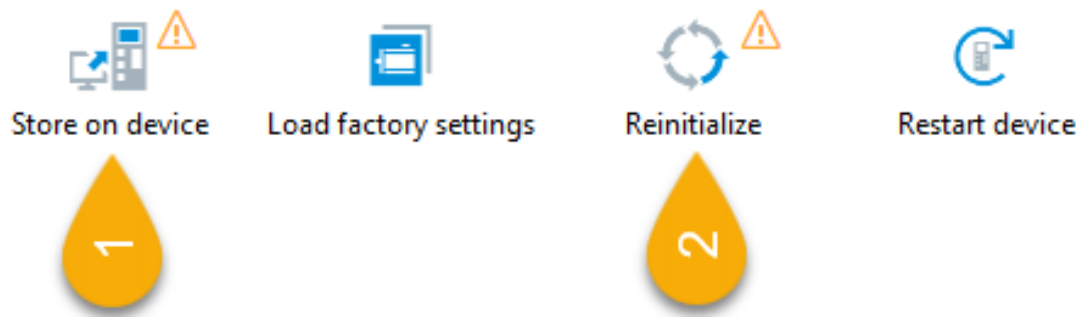 Store on device
Load factory settings
Reinitialize
Restart device
1
2